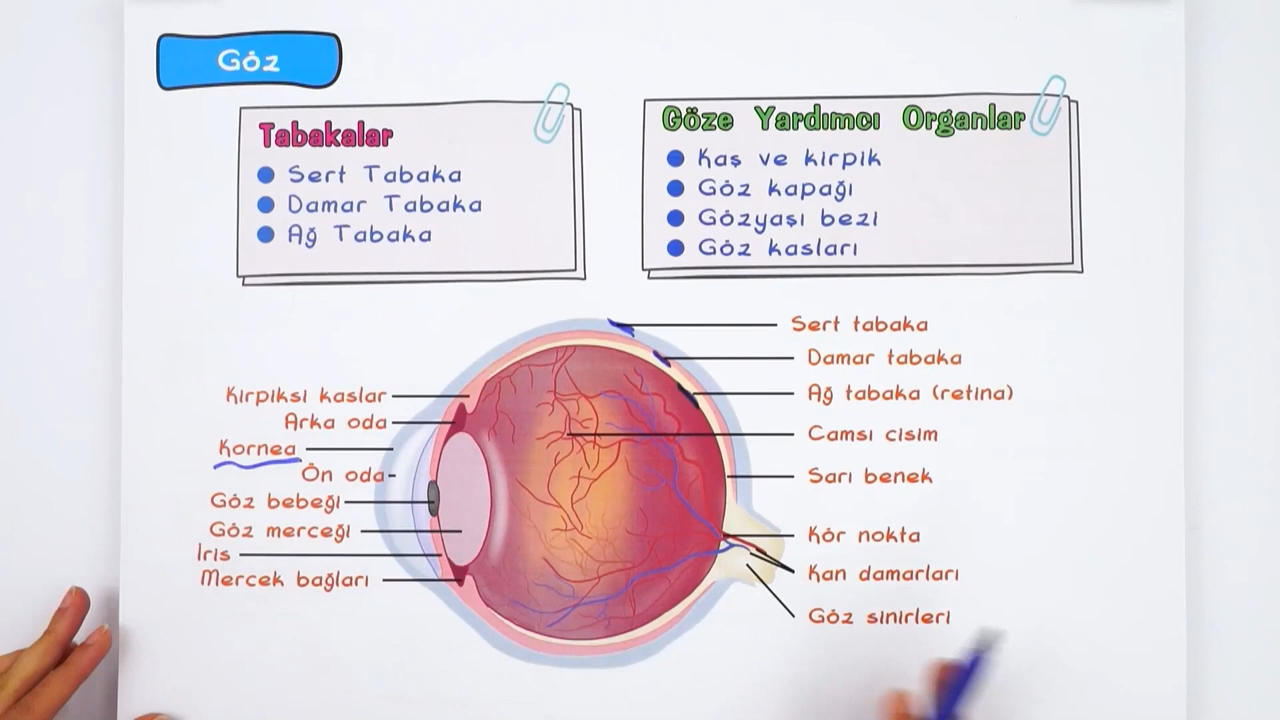 Göz
Tabakalar
Sert Tabaka
Damar Tabaka
Ağ Tabaka
Göze Yardımcı Organlar
Kaş ve kirpik
Göz kapağı
Gözyaşı bezi
Göz kasları
Kirpiksi kaslar
Arka oda
Kornea
Ön oda
Göz bebeği
Göz merceği
İris
Mercek bağları
Sert tabaka
Damar tabaka
Ağ tabaka (retina)
Camsı cisim
Sarı benek
Kör nokta
Kan damarları
Göz sinirleri